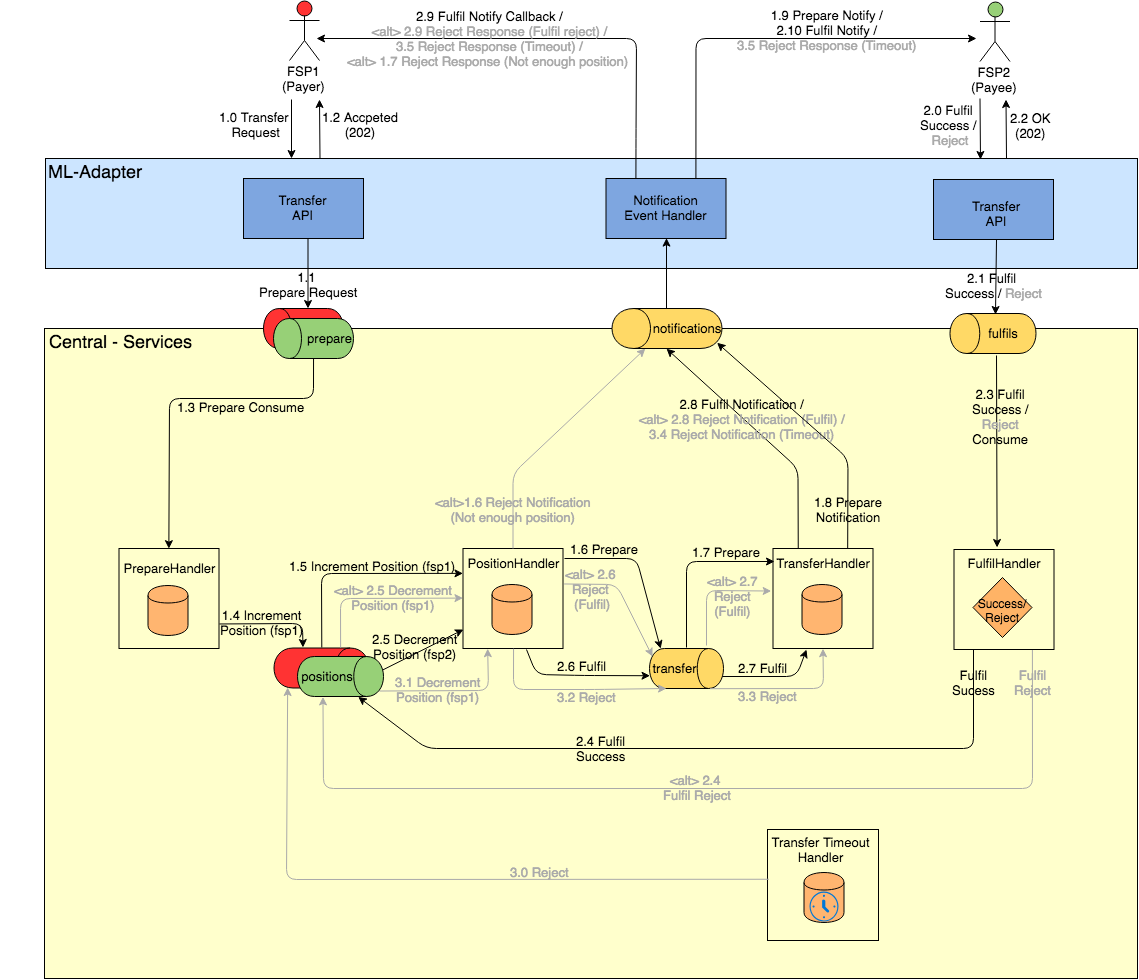 2.9 Fulfil Notify Callback /
<alt> 2.9 Reject Response (Fulfil reject) /
3.5 Reject Response (Timeout) /
<alt> 1.7 Reject Response (Not enough position)
1.9 Prepare Notify /
2.10 Fulfil Notify /
3.5 Reject Response (Timeout)
FSP1
(Payer)
FSP2
(Payee)
1.0 Transfer
Request
1.2 Accpeted
(202)
2.0 Fulfil
Success /
Reject
2.2 OK
(202)
ML-Adapter
Transfer
API
Notification
Event Handler
Transfer
API
1.1
Prepare Request
2.1 Fulfil
Success / Reject
Central - Services
prepare
notifications
fulfils
1.3 Prepare Consume
2.8 Fulfil Notification /
<alt> 2.8 Reject Notification (Fulfil) /
3.4 Reject Notification (Timeout)
2.3 Fulfil
Success /
Reject
Consume
<alt>1.6 Reject Notification
(Not enough position)
1.8 Prepare
Notification
PrepareHandler
1.5 Increment Position (fsp1)
PositionHandler
1.6 Prepare
1.7 Prepare
TransferHandler
FulfilHandler
<alt> 2.5 Decrement
Position (fsp1)
<alt> 2.6
Reject
(Fulfil)
<alt> 2.7
Reject
(Fulfil)
Success/
Reject
1.4 Increment
Position (fsp1)
2.5 Decrement
Position (fsp2)
positions
2.6 Fulfil
transfer
2.7 Fulfil
3.1 Decrement
Position (fsp1)
3.2 Reject
3.3 Reject
Fulfil
Sucess
Fulfil
Reject
2.4 Fulfil
Success
<alt> 2.4
Fulfil Reject
3.0 Reject
Transfer Timeout
Handler